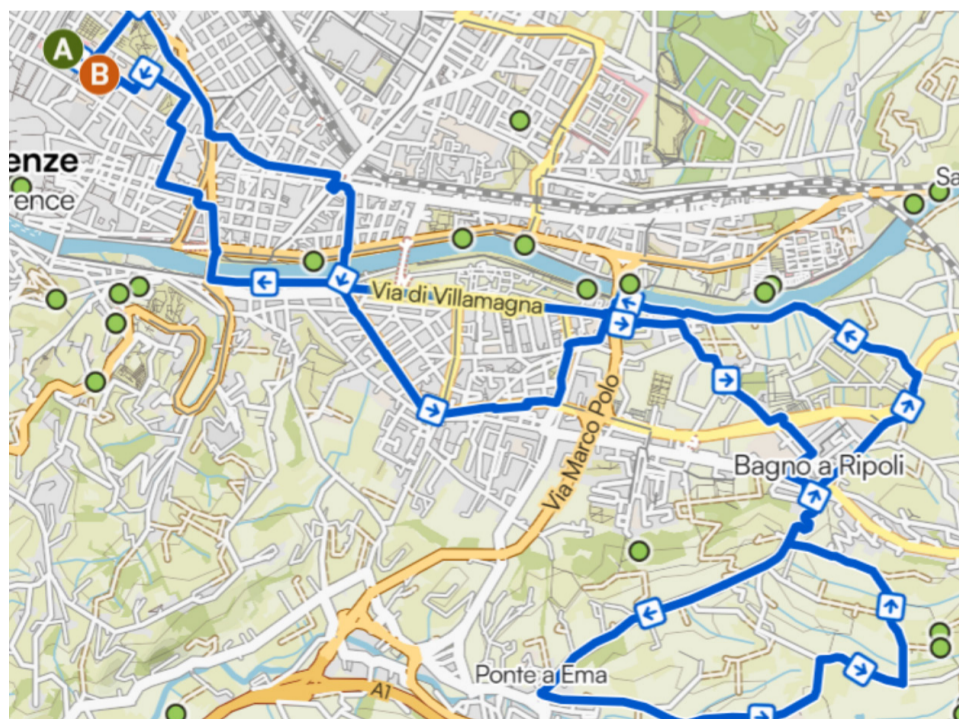 A
B
enze
rence
Sa
Via di Villamagna
Via Marco Polo
Bagno a Ripoli
Ponte a Ema
A1